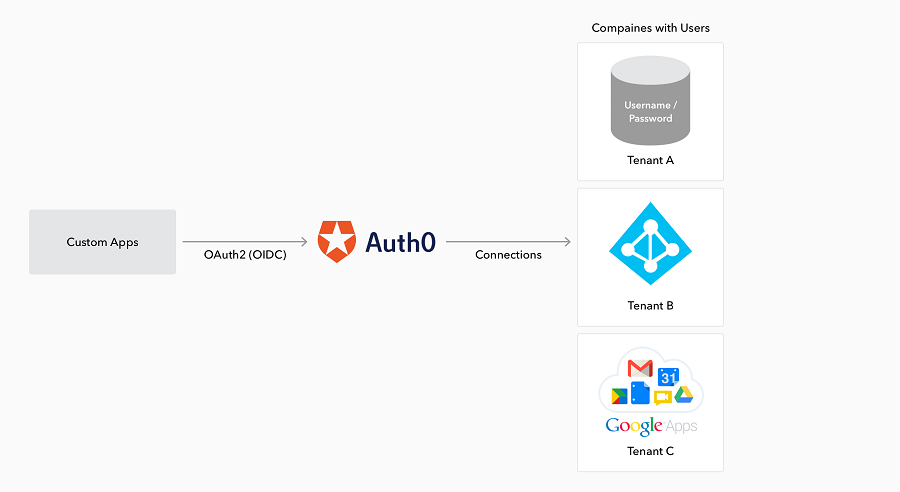 Compaines with Users
Username /
Password
Tenant A
Custom Apps
OAuth2 (OIDC)
Auth0
Connections
Tenant B
31
Google Apps
Tenant C